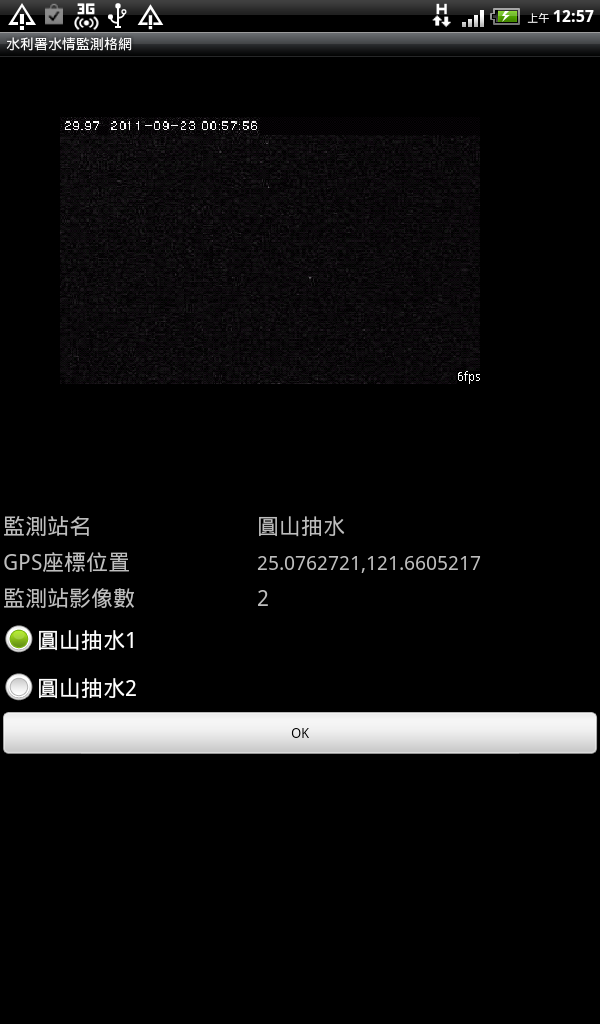 3G H 上午 12:57
水利署水情監測格網
29.97 2011-09-23 00:57:56
6fps
監測站名 圓山抽水
GPS座標位置 25.0762721,121.6605217
監測站影像數 2
圓山抽水1
圓山抽水2
OK